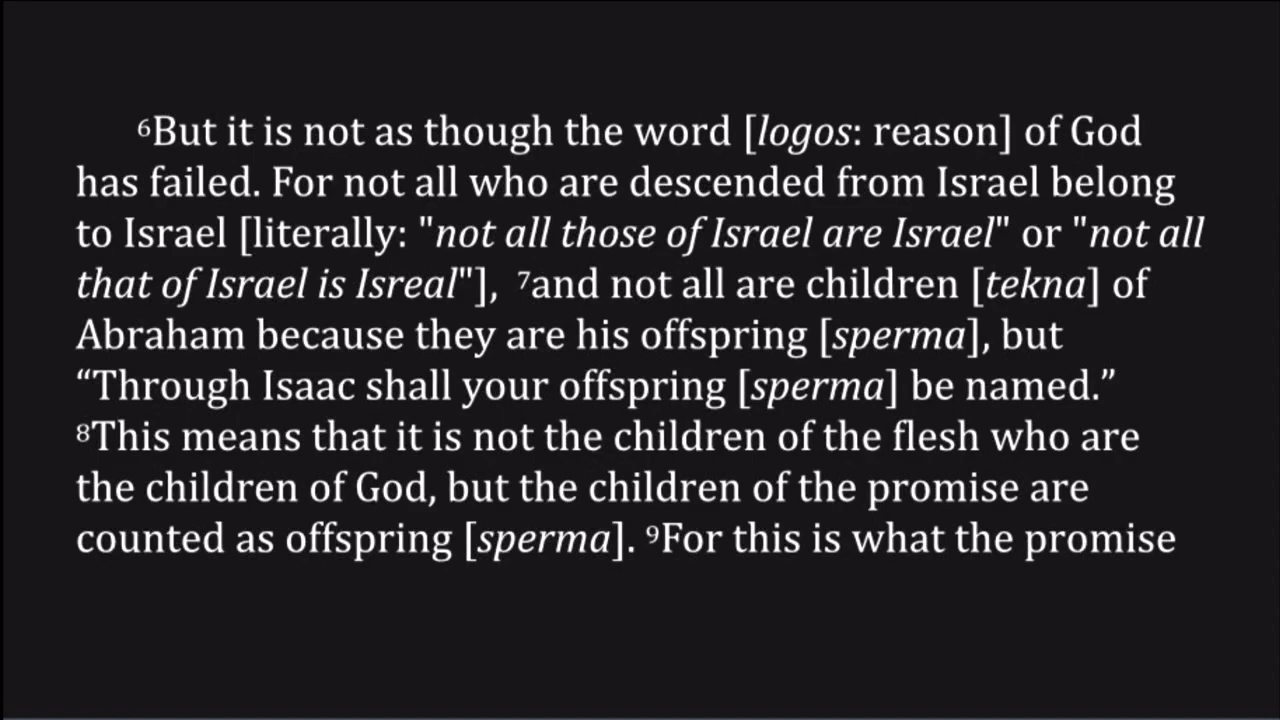 ⁶But it is not as though the word [logos: reason] of God
has failed. For not all who are descended from Israel belong
to Israel [literally: "not all those of Israel are Israel" or "not all
that of Israel is Isreal"], ⁷and not all are children [tekna] of
Abraham because they are his offspring [sperma], but
“Through Isaac shall your offspring [sperma] be named.”
⁸This means that it is not the children of the flesh who are
the children of God, but the children of the promise are
counted as offspring [sperma]. ⁹For this is what the promise